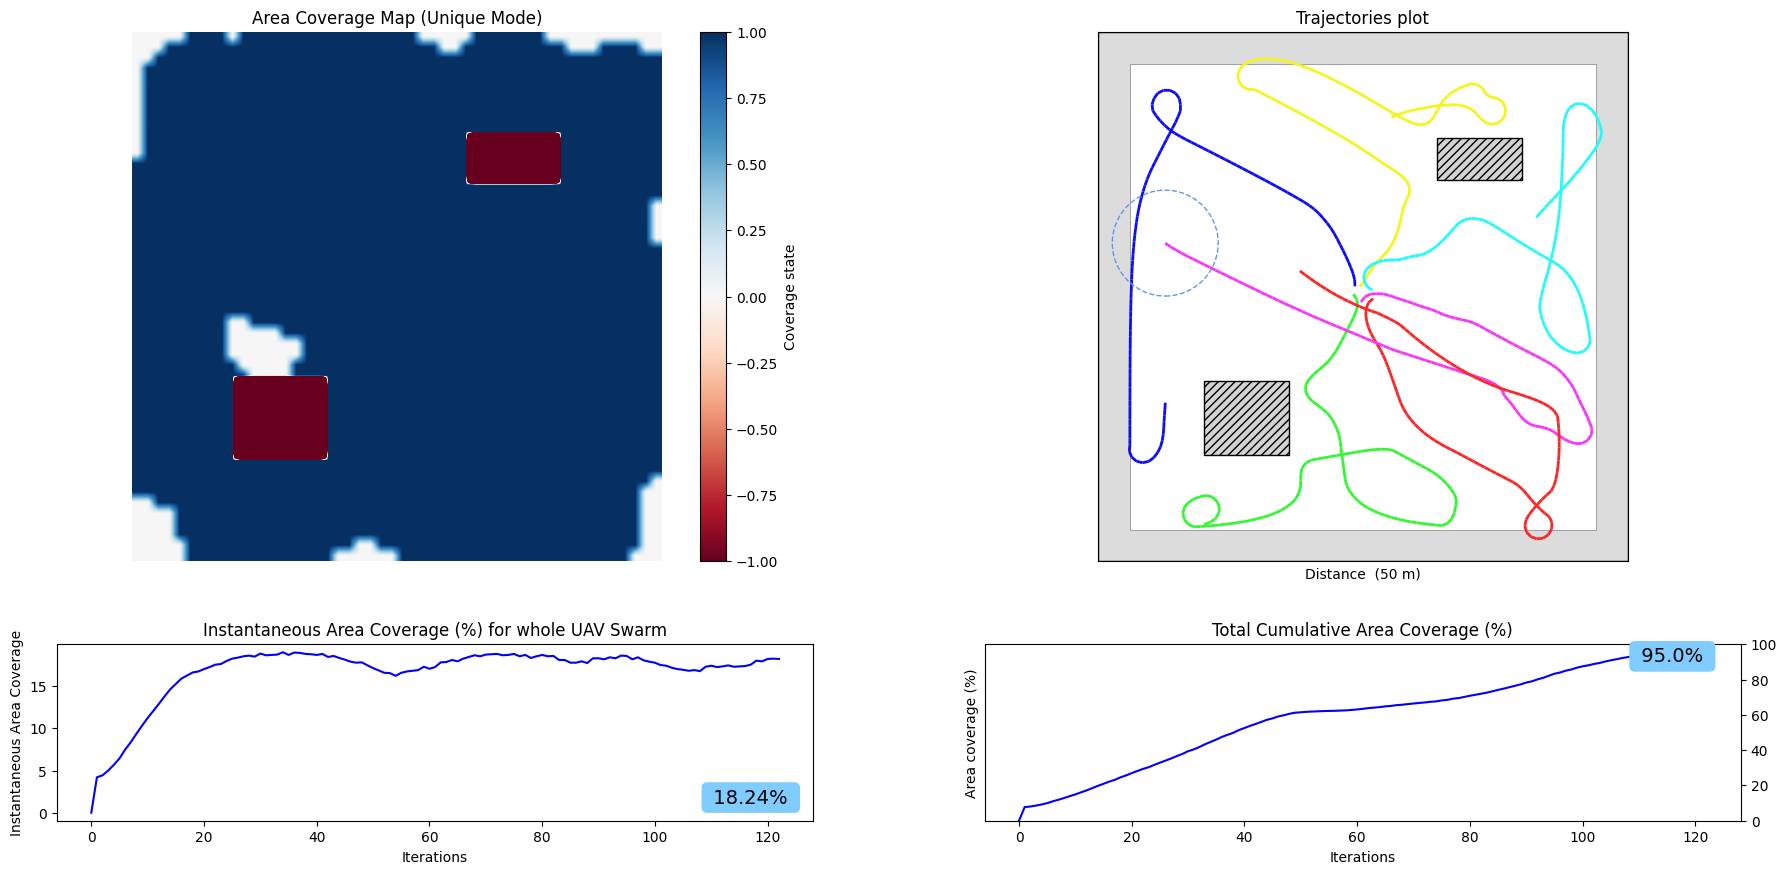 Area Coverage Map (Unique Mode)
1.00
0.75
0.50
0.25
0.00
−0.25
−0.50
−0.75
−1.00
Coverage state
Trajectories plot
Distance  (50 m)
Instantaneous Area Coverage (%) for whole UAV Swarm
Instantaneous Area Coverage
15
10
5
0
18.24%
0 20 40 60 80 100 120
Iterations
Total Cumulative Area Coverage (%)
Area coverage (%)
95.0%
100
80
60
40
20
0
0 20 40 60 80 100 120
Iterations